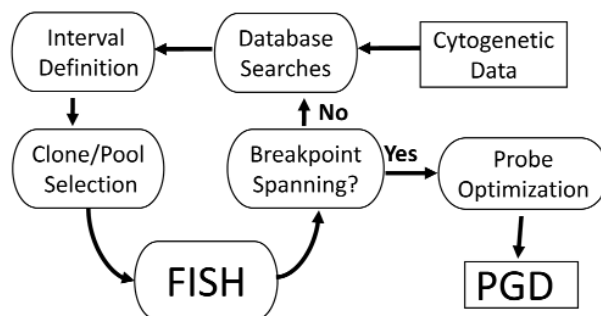 Interval
Definition
Database
Searches
Cytogenetic
Data
No
Clone/Pool
Selection
Breakpoint
Spanning?
Yes
Probe
Optimization
FISH
PGD